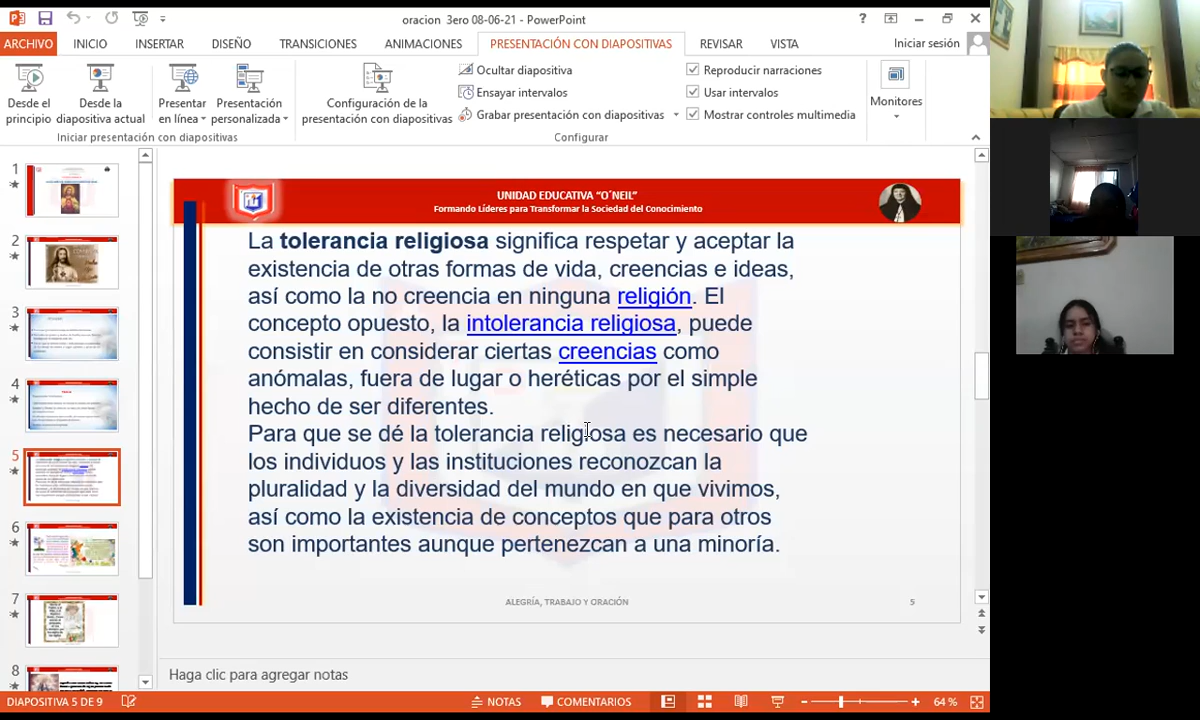 oracion 3ero 08-06-21 - PowerPoint
ARCHIVO INICIO INSERTAR DISEÑO TRANSICIONES ANIMACIONES PRESENTACIÓN CON DIAPOSITIVAS REVISAR VISTA Iniciar sesión
Desde el principio
Desde la diapositiva actual
Presentar en línea
Presentación personalizada
Iniciar presentación con diapositivas
Configuración de la presentación con diapositivas
Ocultar diapositiva
Ensayar intervalos
Grabar presentación con diapositivas
Reproducir narraciones
Usar intervalos
Mostrar controles multimedia
Configurar
Monitores
1
2
3
4
5
6
7
8
UNIDAD EDUCATIVA “O´NEIL”
Formando Líderes para Transformar la Sociedad del Conocimiento
La tolerancia religiosa significa respetar y aceptar la
existencia de otras formas de vida, creencias e ideas,
así como la no creencia en ninguna religión. El
concepto opuesto, la intolerancia religiosa, puede
consistir en considerar ciertas creencias como
anómalas, fuera de lugar o heréticas por el simple
hecho de ser diferentes.
Para que se dé la tolerancia religiosa es necesario que
los individuos y las instituciones reconozcan la
pluralidad y la diversidad del mundo en que vivimos,
así como la existencia de conceptos que para otros
son importantes aunque pertenezcan a una minoría.
ALEGRÍA, TRABAJO Y ORACIÓN 5
Haga clic para agregar notas
DIAPOSITIVA 5 DE 9 NOTAS COMENTARIOS 64 %